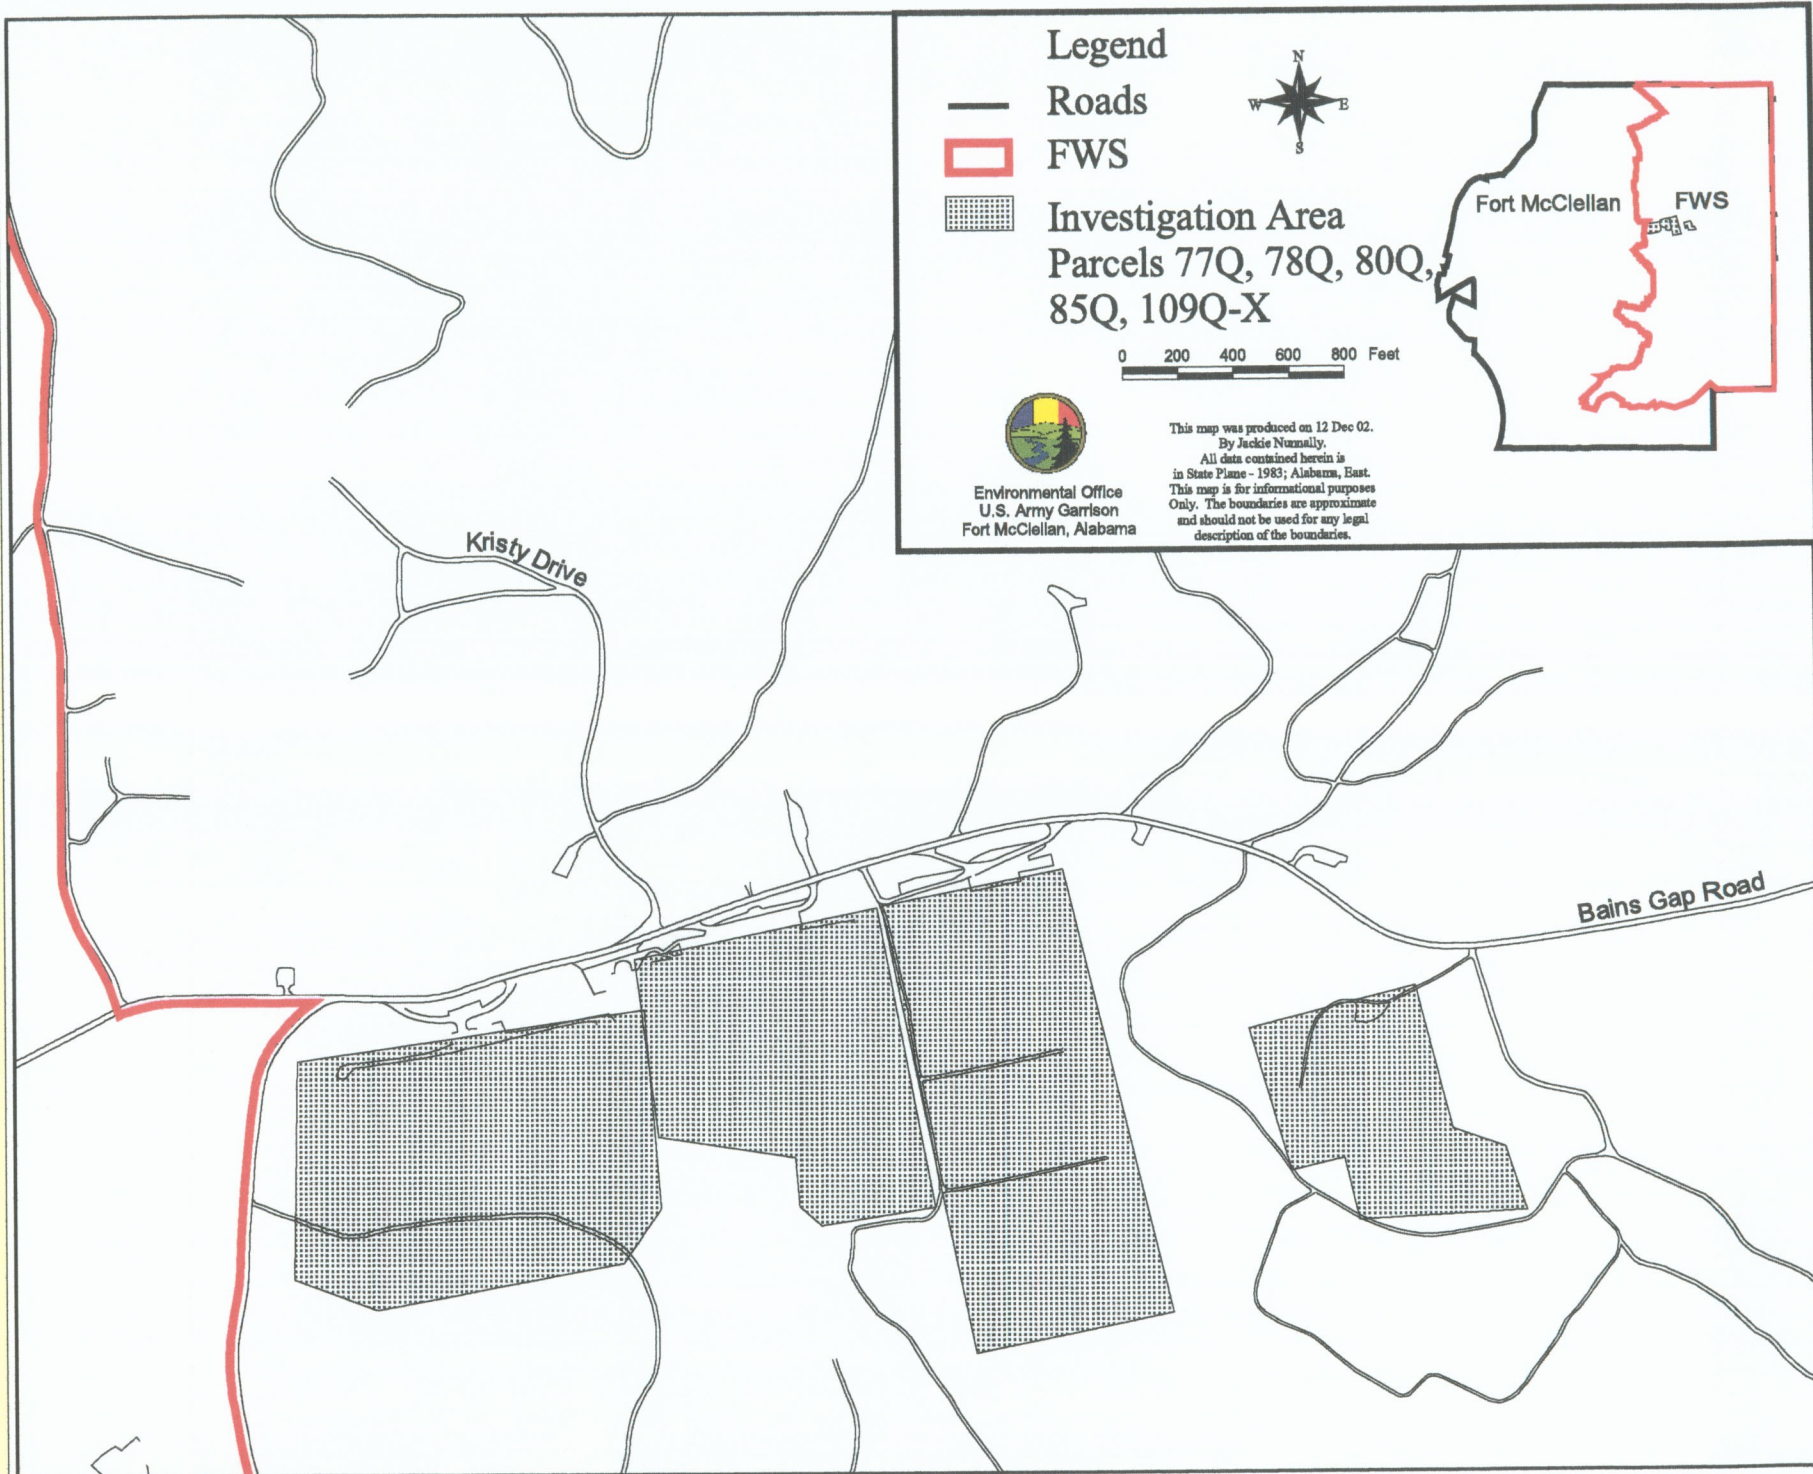 Legend
N
W
E
S
Roads
FWS
Investigation Area
Parcels 77Q, 78Q, 80Q,
85Q, 109Q-X
0 200 400 600 800 Feet
Fort McClellan
FWS
Environmental Office
U.S. Army Garrison
Fort McClellan, Alabama
This map was produced on 12 Dec 02.
By Jackie Nunnally.
All data contained herein is
in State Plane - 1983; Alabama, East.
This map is for informational purposes
Only. The boundaries are approximate
and should not be used for any legal
description of the boundaries.
Kristy Drive
Bains Gap Road